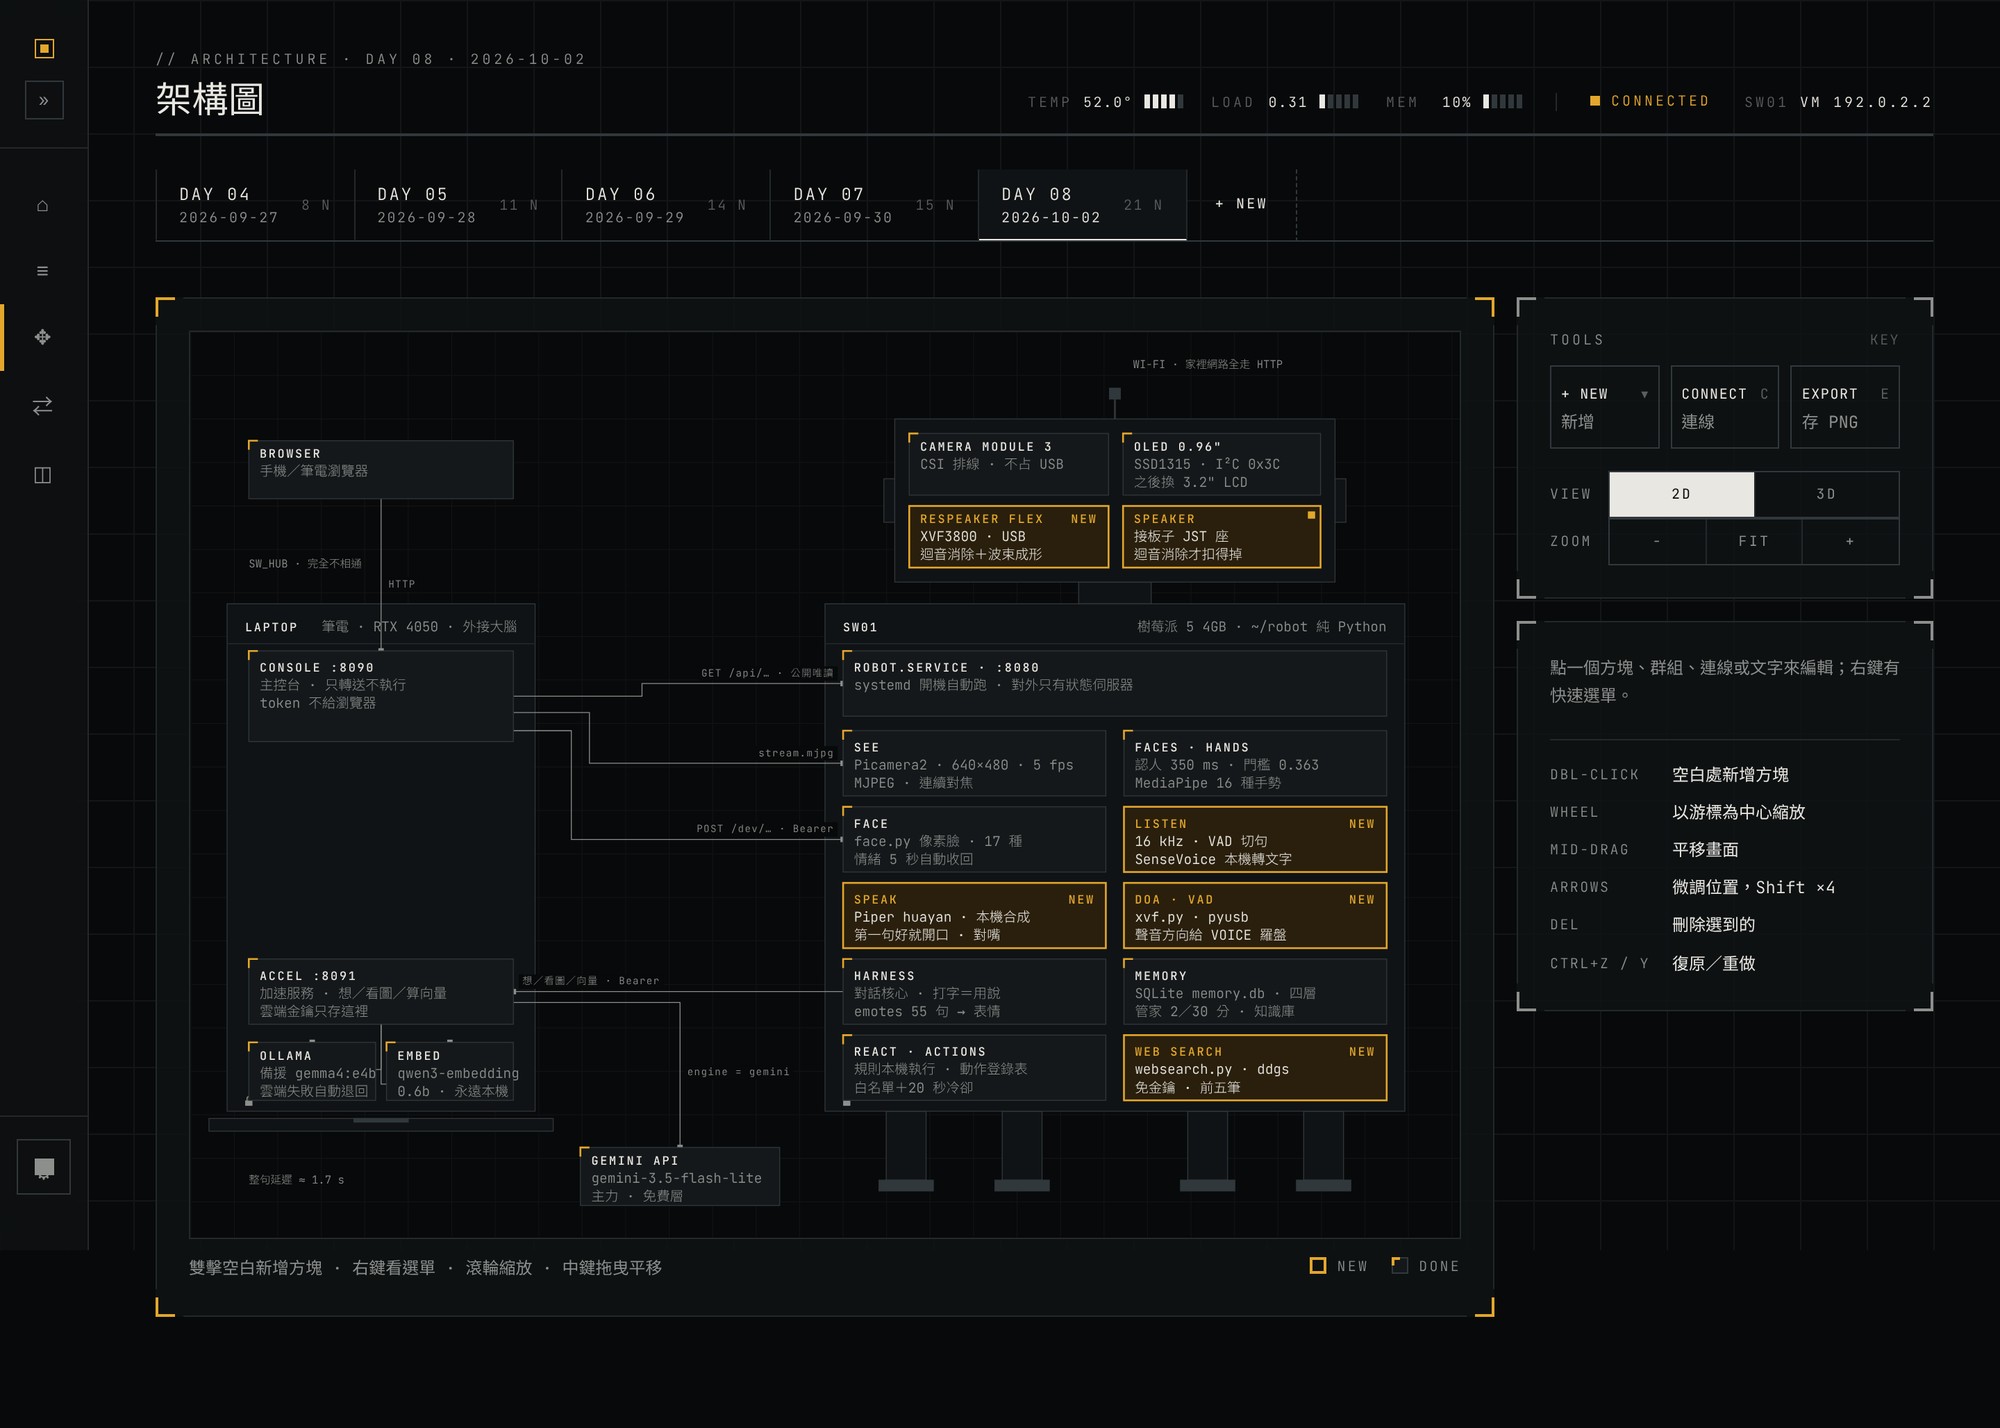 // ARCHITECTURE · DAY 08 · 2026-10-02
架構圖
TEMP 52.0° LOAD 0.31 MEM 10% CONNECTED SW01 VM 192.0.2.2
DAY 04 2026-09-27 8 N
DAY 05 2026-09-28 11 N
DAY 06 2026-09-29 14 N
DAY 07 2026-09-30 15 N
DAY 08 2026-10-02 21 N
+ NEW
WI-FI · 家裡網路全走 HTTP
BROWSER
手機／筆電瀏覽器
CAMERA MODULE 3
CSI 排線 · 不占 USB
OLED 0.96"
SSD1315 · I²C 0x3C
之後換 3.2" LCD
RESPEAKER FLEX NEW
XVF3800 · USB
迴音消除＋波束成形
SPEAKER
接板子 JST 座
迴音消除才扣得掉
SW_HUB · 完全不相通
HTTP
LAPTOP 筆電 · RTX 4050 · 外接大腦
CONSOLE :8090
主控台 · 只轉送不執行
token 不給瀏覽器
GET /api/… · 公開唯讀
stream.mjpg
POST /dev/… · Bearer
SW01 樹莓派 5 4GB · ~/robot 純 Python
ROBOT.SERVICE · :8080
systemd 開機自動跑 · 對外只有狀態伺服器
SEE
Picamera2 · 640×480 · 5 fps
MJPEG · 連續對焦
FACES · HANDS
認人 350 ms · 門檻 0.363
MediaPipe 16 種手勢
FACE
face.py 像素臉 · 17 種
情緒 5 秒自動收回
LISTEN NEW
16 kHz · VAD 切句
SenseVoice 本機轉文字
SPEAK NEW
Piper huayan · 本機合成
第一句好就開口 · 對嘴
DOA · VAD NEW
xvf.py · pyusb
聲音方向給 VOICE 羅盤
ACCEL :8091
加速服務 · 想／看圖／算向量
雲端金鑰只存這裡
想／看圖／向量 · Bearer
HARNESS
對話核心 · 打字＝用說
emotes 55 句 → 表情
MEMORY
SQLite memory.db · 四層
管家 2／30 分 · 知識庫
OLLAMA
備援 gemma4:e4b
雲端失敗自動退回
EMBED
qwen3-embedding
0.6b · 永遠本機
engine = gemini
REACT · ACTIONS
規則本機執行 · 動作登錄表
白名單＋20 秒冷卻
WEB SEARCH NEW
websearch.py · ddgs
免金鑰 · 前五筆
整句延遲 ≈ 1.7 s
GEMINI API
gemini-3.5-flash-lite
主力 · 免費層
雙擊空白新增方塊 · 右鍵看選單 · 滾輪縮放 · 中鍵拖曳平移
NEW DONE
TOOLS KEY
+ NEW ▾
新增
CONNECT C
連線
EXPORT E
存 PNG
VIEW 2D 3D
ZOOM - FIT +
點一個方塊、群組、連線或文字來編輯；右鍵有
快速選單。
DBL-CLICK 空白處新增方塊
WHEEL 以游標為中心縮放
MID-DRAG 平移畫面
ARROWS 微調位置，Shift ×4
DEL 刪除選到的
CTRL+Z / Y 復原／重做